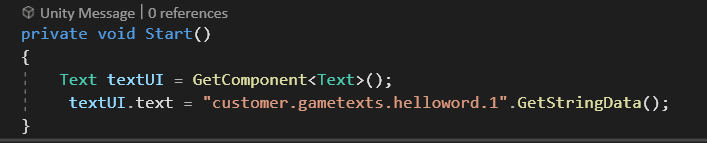 Unity Message | 0 references
private void Start()
{
Text textUI = GetComponent<Text>();
textUI.text = "customer.gametexts.helloword.1".GetStringData();
}